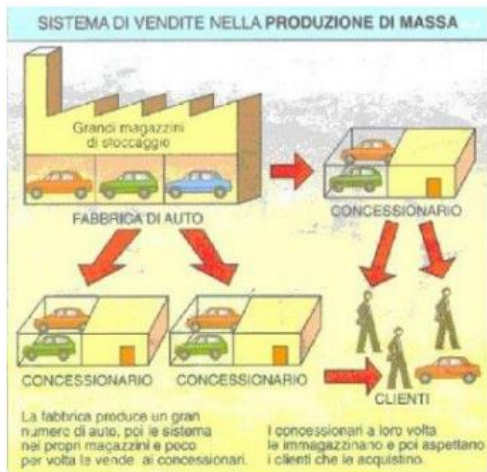 SISTEMA DI VENDITE NELLA PRODUZIONE DI MASSA
Grandi magazzini
di stoccaggio
FABBRICA DI AUTO
CONCESSIONARIO
CONCESSIONARIO
CONCESSIONARIO
CLIENTI
La fabbrica produce un gran
numero di auto, poi le sistema
nei propri magazzini e poco
per volta le vende ai concessionari.
I concessionari a loro volta
le immagazzinano e poi aspettano
i clienti che le acquistino.